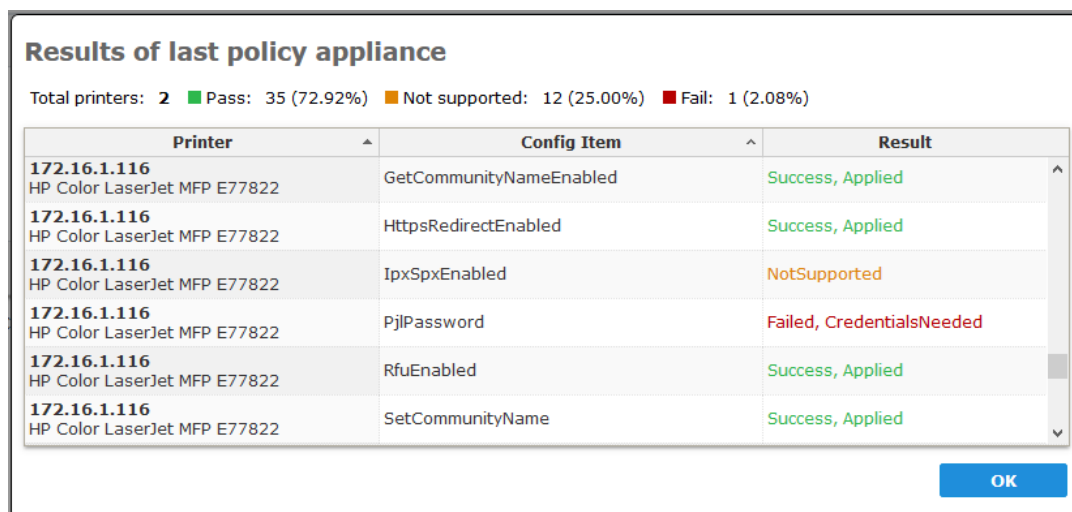 Results of last policy appliance
Total printers: 2 Pass: 35 (72.92%) Not supported: 12 (25.00%) Fail: 1 (2.08%)
Printer Config Item Result
172.16.1.116
HP Color LaserJet MFP E77822 GetCommunityNameEnabled Success, Applied
172.16.1.116
HP Color LaserJet MFP E77822 HttpsRedirectEnabled Success, Applied
172.16.1.116
HP Color LaserJet MFP E77822 IpxSpxEnabled NotSupported
172.16.1.116
HP Color LaserJet MFP E77822 PjlPassword Failed, CredentialsNeeded
172.16.1.116
HP Color LaserJet MFP E77822 RfuEnabled Success, Applied
172.16.1.116
HP Color LaserJet MFP E77822 SetCommunityName Success, Applied
OK